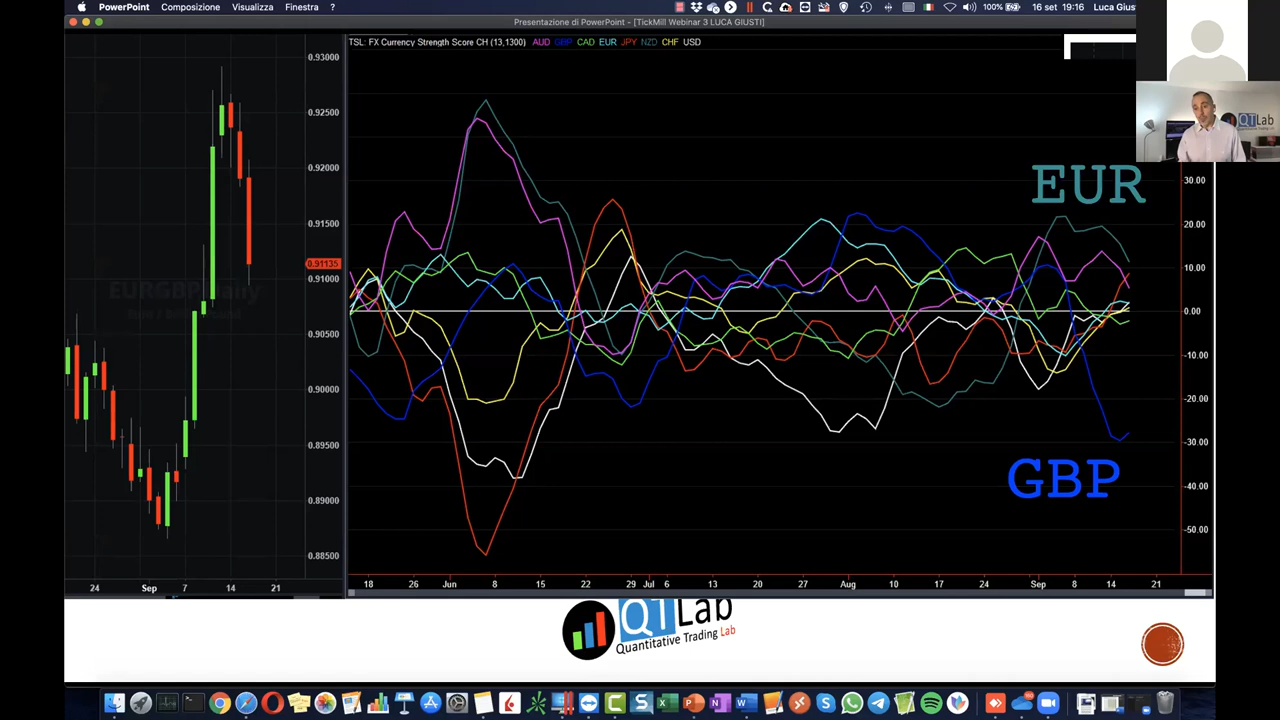 PowerPoint Composizione Visualizza Finestra ? 100% 16 set 19:16 Luca Gius
Presentazione di PowerPoint - [TickMill Webinar 3 LUCA GIUSTI]
TSL: FX Currency Strength Score CH (13,1300) AUD GBP CAD EUR JPY NZD CHF USD
0.93000
0.92500
0.92000
0.91500
0.91135
0.91000
0.90500
0.90000
0.89500
0.89000
0.88500
24 Sep 7 14 21
EURGBP Daily
EUR
GBP
30.00
20.00
10.00
0.00
-10.00
-20.00
-30.00
-40.00
-50.00
18 26 Jun 8 15 22 29 Jul 6 13 20 27 Aug 10 17 24 Sep 8 14 21
QTLab
QTLab
Quantitative Trading Lab